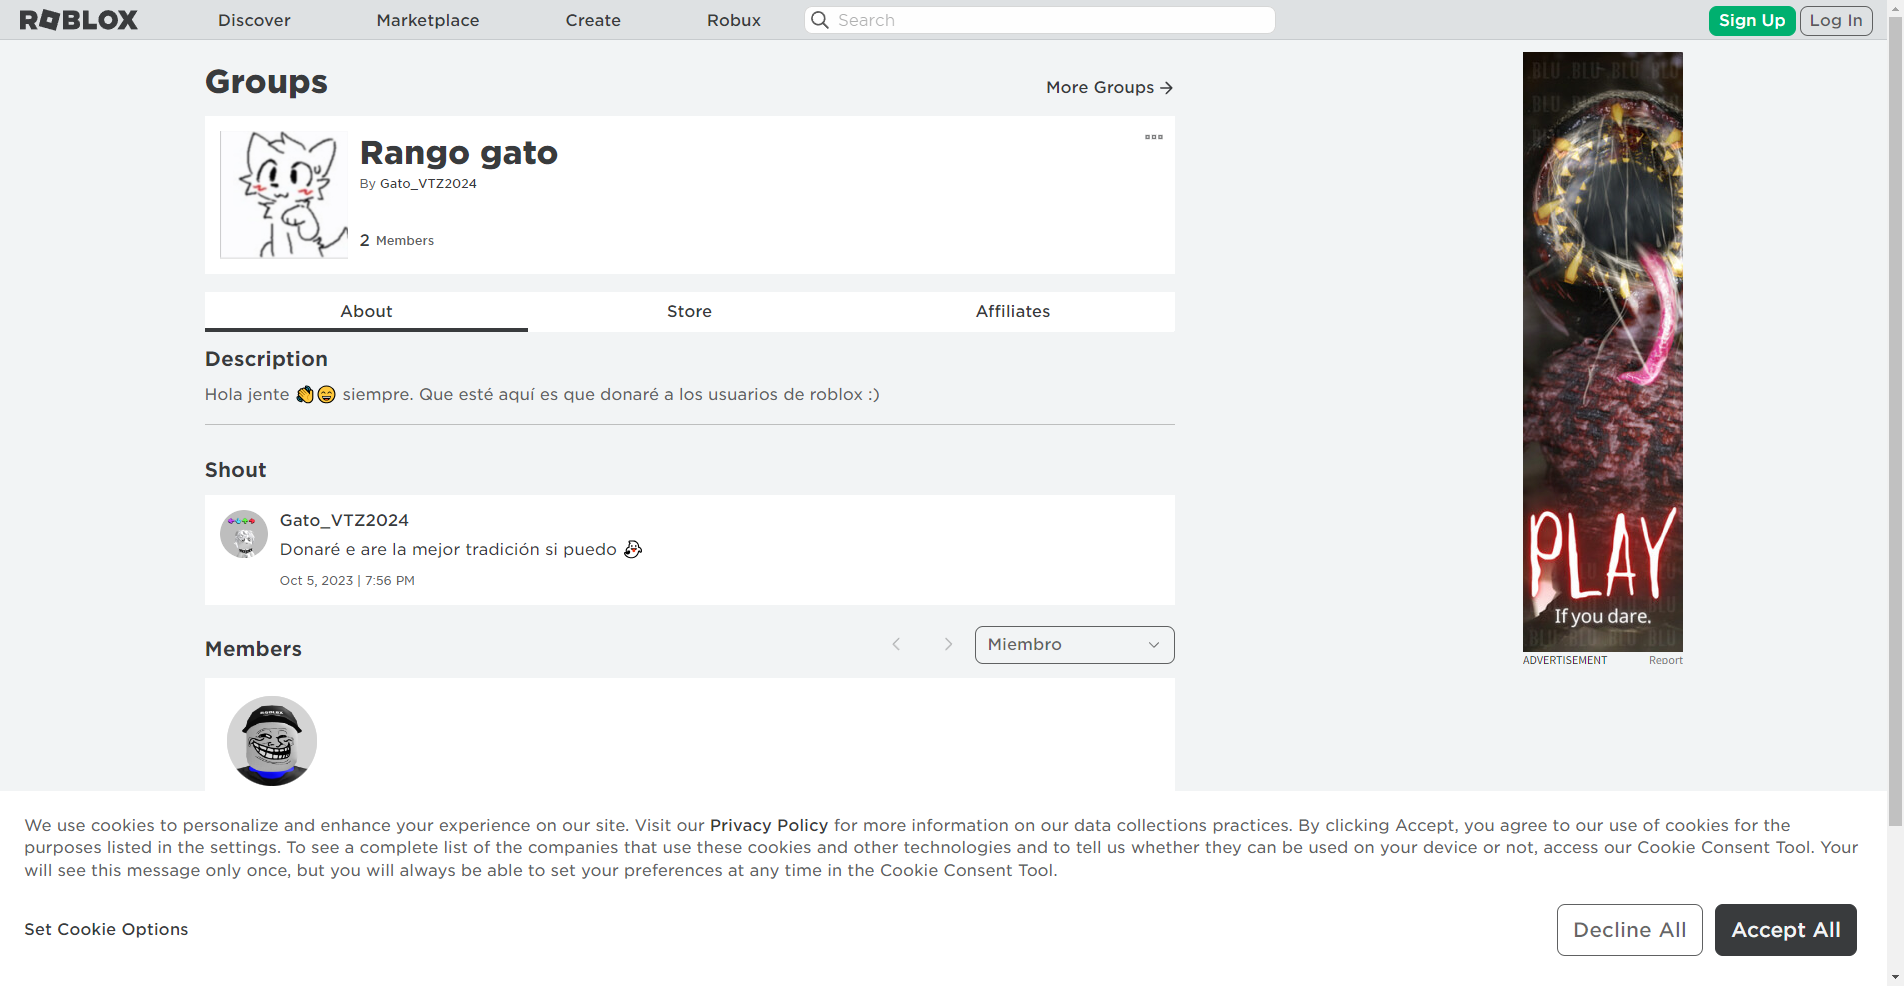 ROBLOX
Discover
Marketplace
Create
Robux
Search
Sign Up
Log In
Groups
More Groups
Rango gato
By Gato_VTZ2024
2 Members
About
Store
Affiliates
Description
Hola jente 👏😄 siempre. Que esté aquí es que donaré a los usuarios de roblox :)
Shout
Gato_VTZ2024
Donaré e are la mejor tradición si puedo 👻
Oct 5, 2023 | 7:56 PM
Members
Miembro
ROBLOX
BLU BLU BLU BLU
PLAY
If you dare.
BLU BLU BLU BLU
ADVERTISEMENT
Report
We use cookies to personalize and enhance your experience on our site. Visit our Privacy Policy for more information on our data collections practices. By clicking Accept, you agree to our use of cookies for the
purposes listed in the settings. To see a complete list of the companies that use these cookies and other technologies and to tell us whether they can be used on your device or not, access our Cookie Consent Tool. Your
will see this message only once, but you will always be able to set your preferences at any time in the Cookie Consent Tool.
Set Cookie Options
Decline All
Accept All